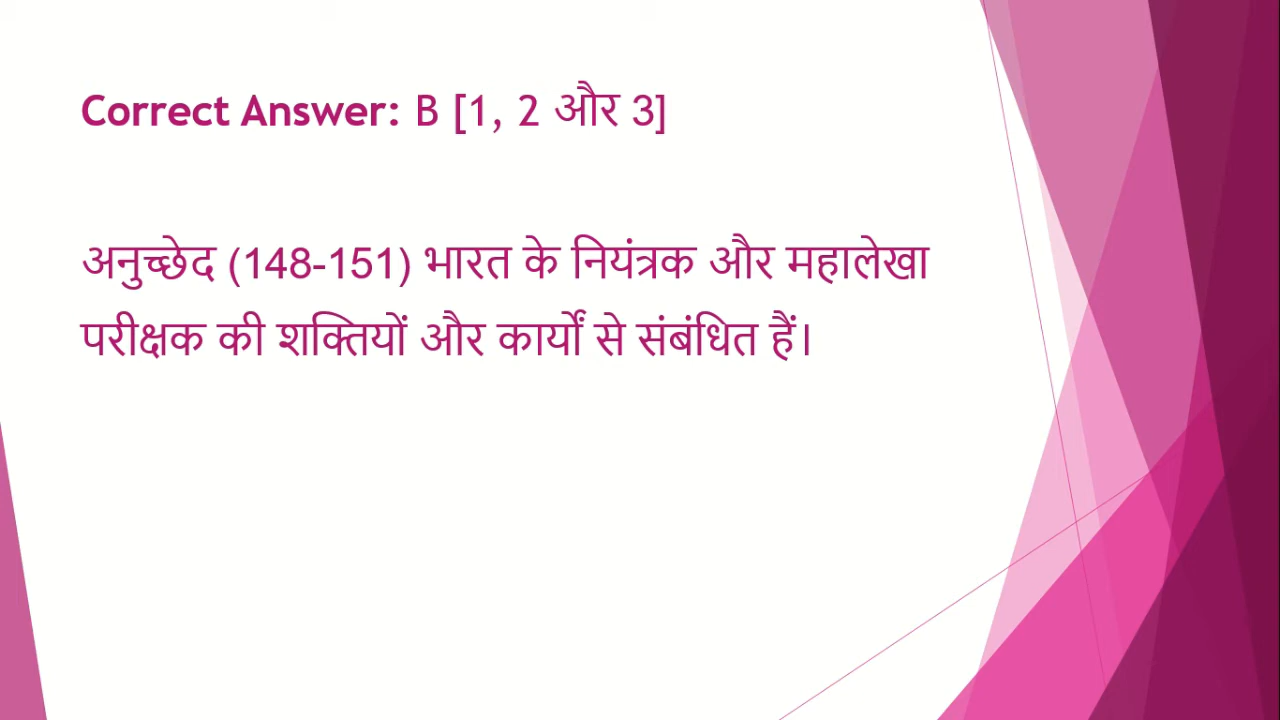 Correct Answer: B [1, 2 और 3]
अनुच्छेद (148-151) भारत के नियंत्रक और महालेखा
परीक्षक की शक्तियों और कार्यों से संबंधित हैं।